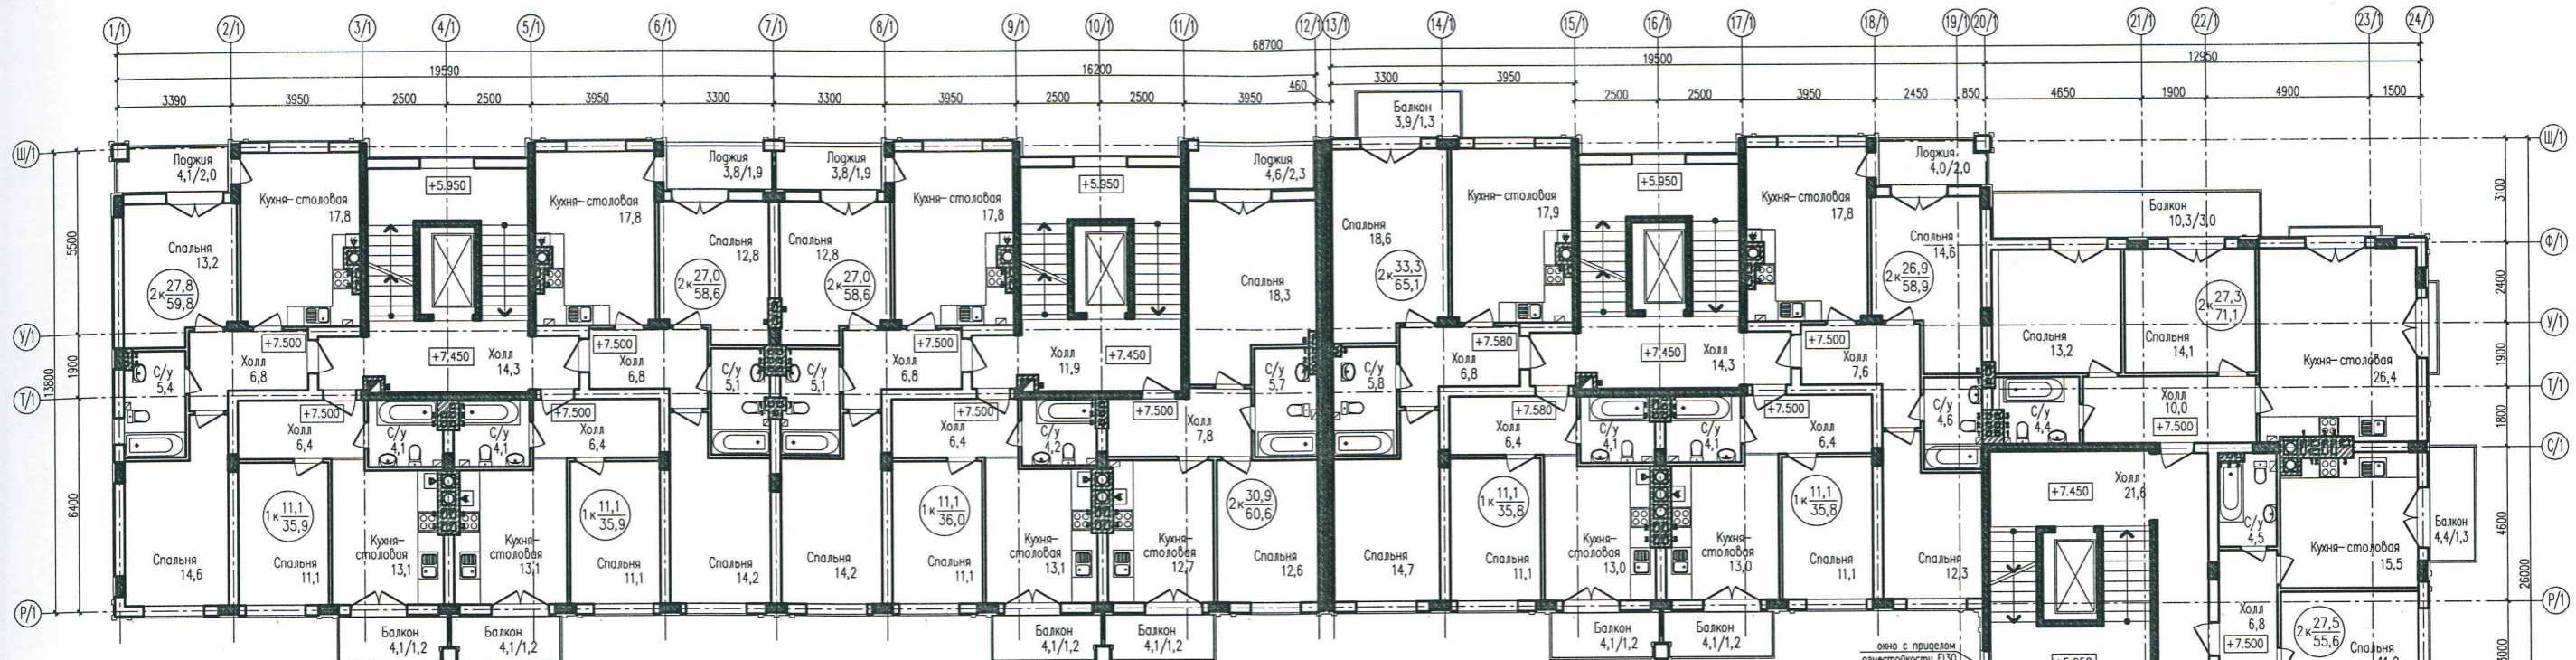 1/1 2/1 3/1 4/1 5/1 6/1 7/1 8/1 9/1 10/1 11/1 12/1 13/1 14/1 15/1 16/1 17/1 18/1 19/1 20/1 21/1 22/1 23/1 24/1
68700
19590 16200 19500 12950
3300 3950
3390 3950 2500 2500 3950 3300 3300 3950 2500 2500 3950 460 2500 2500 3950 2450 850 4650 1900 4900 1500
Балкон
3,9/1,3
Ш/1 Ш/1
Лоджия
4,1/2,0
Лоджия
3,8/1,9
Лоджия
3,8/1,9
Лоджия
4,6/2,3
Лоджия
4,0/2,0
+5.950 +5.950 +5.950
Кухня-столовая
17,8
Кухня-столовая
17,8
Кухня-столовая
17,8
Кухня-столовая
17,9
Кухня-столовая
17,8
Балкон
10,3/3,0
3100
Ф/1
5500
Спальня
13,2
Спальня
12,8
Спальня
12,8
Спальня
18,3
Спальня
18,6
Спальня
14,6
2к 27,8
59,8
2к 27,0
58,6
2к 27,0
58,6
2к 33,3
65,1
2к 26,9
58,9
2к 27,3
71,1
2400
Спальня
13,2
Спальня
14,1
Кухня-столовая
26,4
У/1 У/1
+7.500 +7.500 +7.500 +7.580 +7.500
Холл
6,8
+7.450
Холл
14,3
Холл
6,8
Холл
6,8
Холл
11,9
+7.450
Холл
6,8
+7.450
Холл
14,3
Холл
7,6
1900 13800 1900
С/у
5,4
С/у
5,1
С/у
5,1
С/у
5,7
С/у
5,8
С/у
4,6
С/у
4,4
Холл
10,0
+7.500
Т/1 Т/1
+7.500 +7.500 +7.500 +7.500 +7.580 +7.500
Холл
6,4
С/у
4,1
С/у
4,1
Холл
6,4
Холл
6,4
С/у
4,2
Холл
7,8
Холл
6,4
С/у
4,1
С/у
4,1
Холл
6,4
1800
С/1
6400
1к 11,1
35,9
1к 11,1
35,9
1к 11,1
36,0
2к 30,9
60,6
1к 11,1
35,8
1к 11,1
35,8
+7.450
Холл
21,6
С/у
4,5
Балкон
4,4/1,3
4600
Спальня
14,6
Спальня
11,1
Кухня-
столовая
13,1
Кухня-
столовая
13,1
Спальня
11,1
Спальня
14,2
Спальня
14,2
Спальня
11,1
Кухня-
столовая
13,1
Кухня-
столовая
12,7
Спальня
12,6
Спальня
14,7
Спальня
11,1
Кухня-
столовая
13,0
Кухня-
столовая
13,0
Спальня
11,1
Спальня
12,3
Кухня-столовая
15,5
26000
Р/1 Р/1
Балкон
4,1/1,2
Балкон
4,1/1,2
Балкон
4,1/1,2
Балкон
4,1/1,2
Балкон
4,1/1,2
Балкон
4,1/1,2
Холл
6,8
+7.500
2к 27,5
55,6
Спальня
окно с приделом